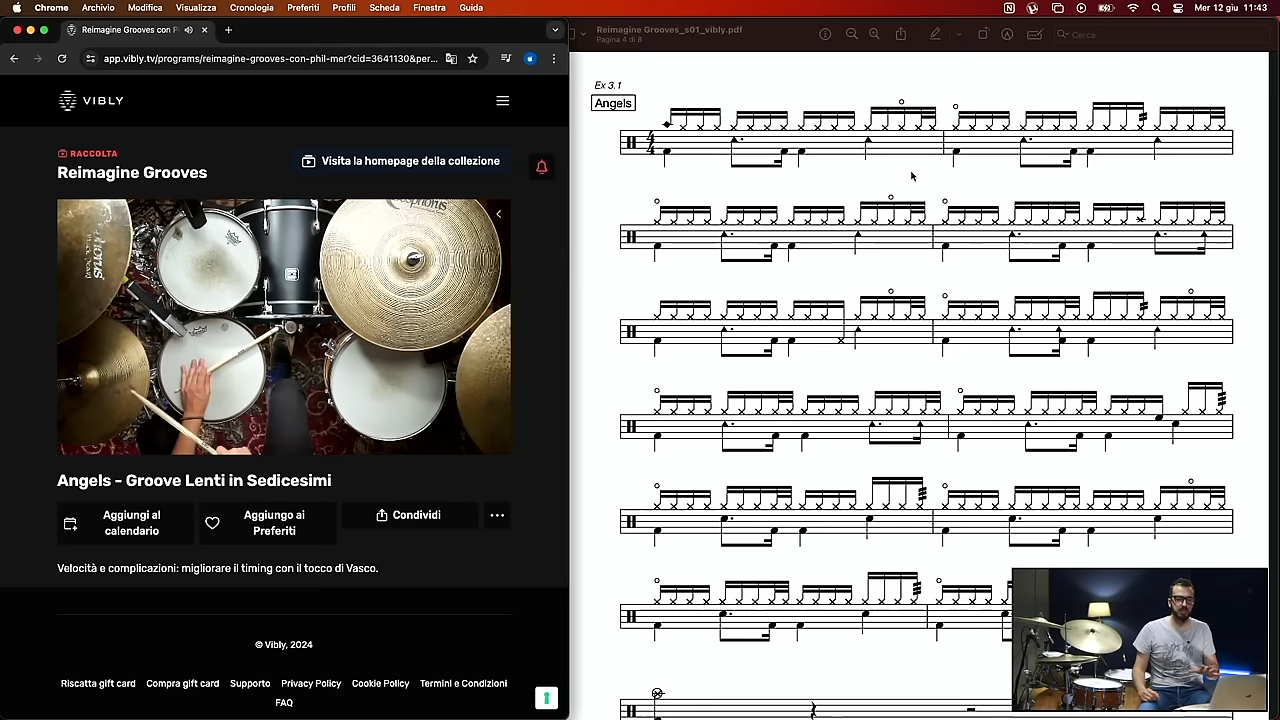 Chrome Archivio Modifica Visualizza Cronologia Preferiti Profili Scheda Finestra Guida
Mer 12 giu 11:43
Reimagine Grooves con P
app.vibly.tv/programs/reimagine-grooves-con-phil-mer?cid=3641130&per...
VIBLY
RACCOLTA
Reimagine Grooves
Visita la homepage della collezione
Angels - Groove Lenti in Sedicesimi
Aggiungi al calendario
Aggiungo ai Preferiti
Condividi
Velocità e complicazioni: migliorare il timing con il tocco di Vasco.
© Vibly, 2024
Riscatta gift card Compra gift card Supporto Privacy Policy Cookie Policy Termini e Condizioni
FAQ
Reimagine Grooves_s01_vibly.pdf
Pagina 4 di 8
Cerca
Ex 3.1
Angels
4
4